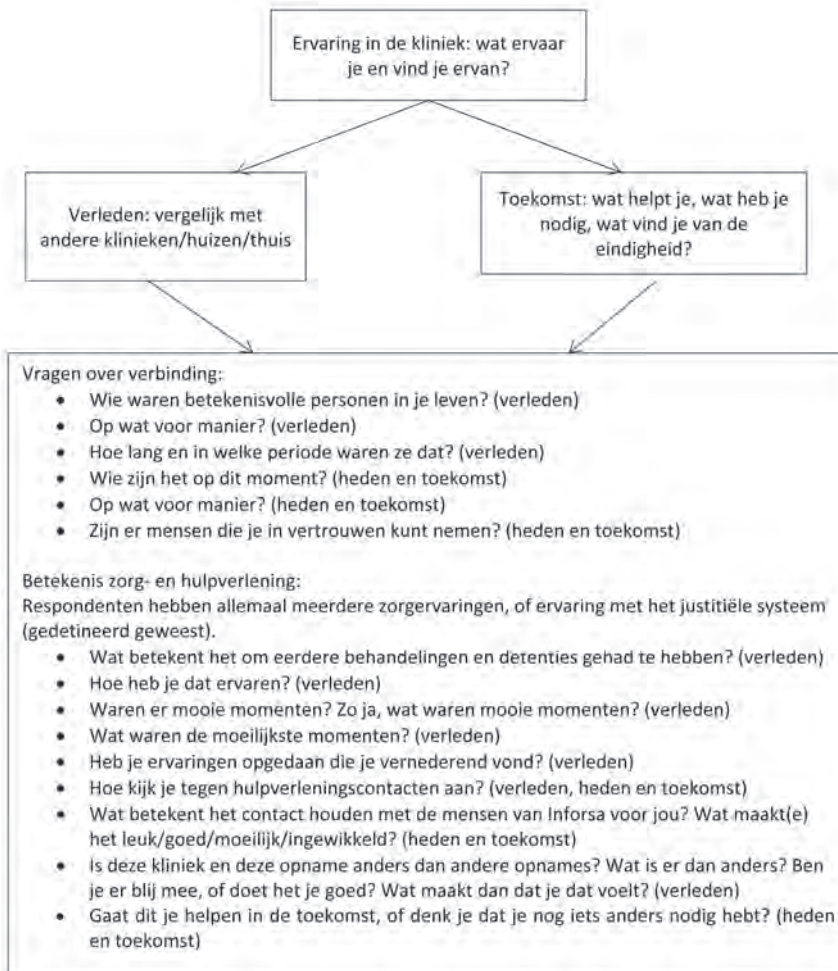 Ervaring in de kliniek: wat ervaar
je en vind je ervan?
Verleden: vergelijk met
andere klinieken/huizen/thuis
Toekomst: wat helpt je, wat heb je
nodig, wat vind je van de
eindigheid?
Vragen over verbinding:
• Wie waren betekenisvolle personen in je leven? (verleden)
• Op wat voor manier? (verleden)
• Hoe lang en in welke periode waren ze dat? (verleden)
• Wie zijn het op dit moment? (heden en toekomst)
• Op wat voor manier? (heden en toekomst)
• Zijn er mensen die je in vertrouwen kunt nemen? (heden en toekomst)
Betekenis zorg- en hulpverlening:
Respondenten hebben allemaal meerdere zorgervaringen, of ervaring met het justitiële systeem
(gedetineerd geweest).
• Wat betekent het om eerdere behandelingen en detenties gehad te hebben? (verleden)
• Hoe heb je dat ervaren? (verleden)
• Waren er mooie momenten? Zo ja, wat waren mooie momenten? (verleden)
• Wat waren de moeilijkste momenten? (verleden)
• Heb je ervaringen opgedaan die je vernederend vond? (verleden)
• Hoe kijk je tegen hulpverleningscontacten aan? (verleden, heden en toekomst)
• Wat betekent het contact houden met de mensen van Inforsa voor jou? Wat maakt(e)
het leuk/goed/moeilijk/ingewikkeld? (heden en toekomst)
• Is deze kliniek en deze opname anders dan andere opnames? Wat is er dan anders? Ben
je er blij mee, of doet het je goed? Wat maakt dan dat je dat voelt? (verleden)
• Gaat dit je helpen in de toekomst, of denk je dat je nog iets anders nodig hebt? (heden
en toekomst)